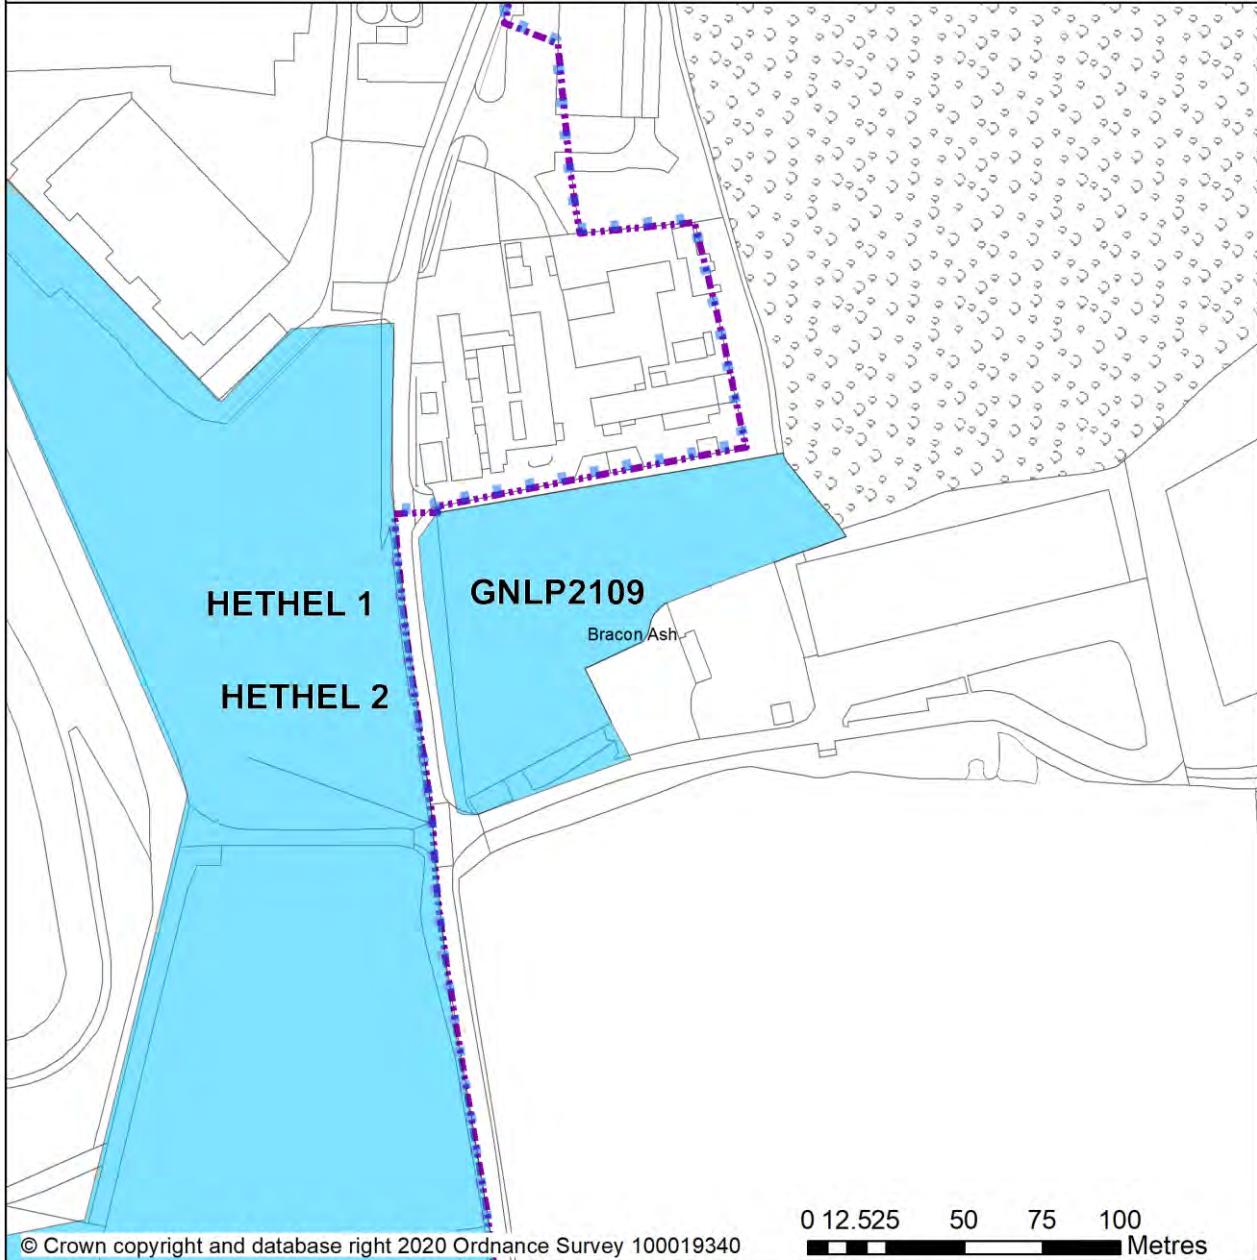 GNLP2109
HETHEL 1
Bracon Ash
HETHEL 2
0 12.525 50 75 100
Metres
© Crown copyright and database right 2020 Ordnance Survey 100019340